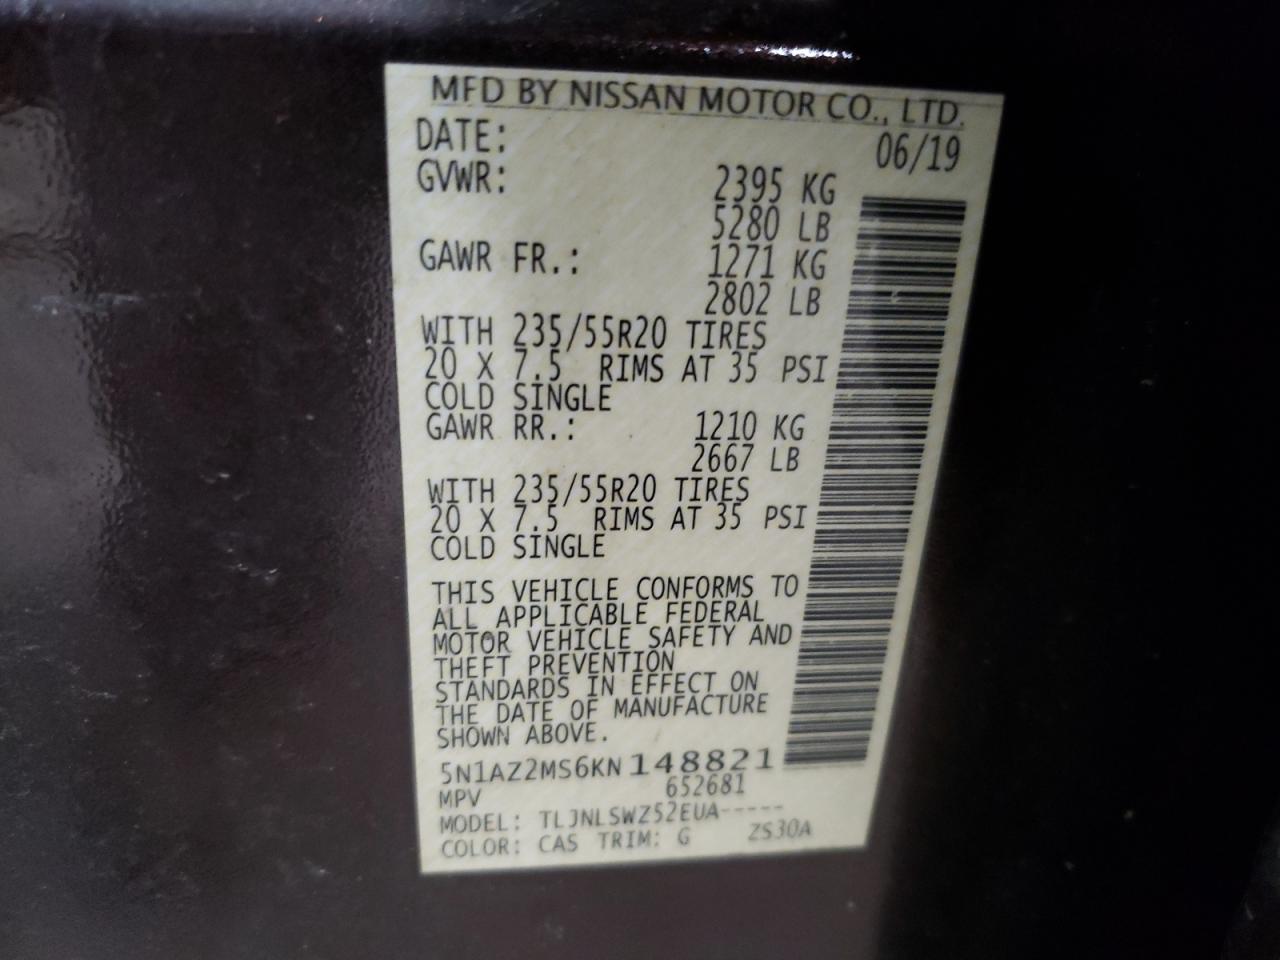 MFD BY NISSAN MOTOR CO., LTD.
DATE: 06/19
GVWR: 2395 KG
5280 LB
GAWR FR.: 1271 KG
2802 LB
WITH 235/55R20 TIRES
20 X 7.5 RIMS AT 35 PSI
COLD SINGLE
GAWR RR.: 1210 KG
2667 LB
WITH 235/55R20 TIRES
20 X 7.5 RIMS AT 35 PSI
COLD SINGLE
THIS VEHICLE CONFORMS TO
ALL APPLICABLE FEDERAL
MOTOR VEHICLE SAFETY AND
THEFT PREVENTION
STANDARDS IN EFFECT ON
THE DATE OF MANUFACTURE
SHOWN ABOVE.
5N1AZ2MS6KN148821
MPV 652681
MODEL: TLJNLSWZ52EUA-----
COLOR: CAS TRIM: G ZS30A